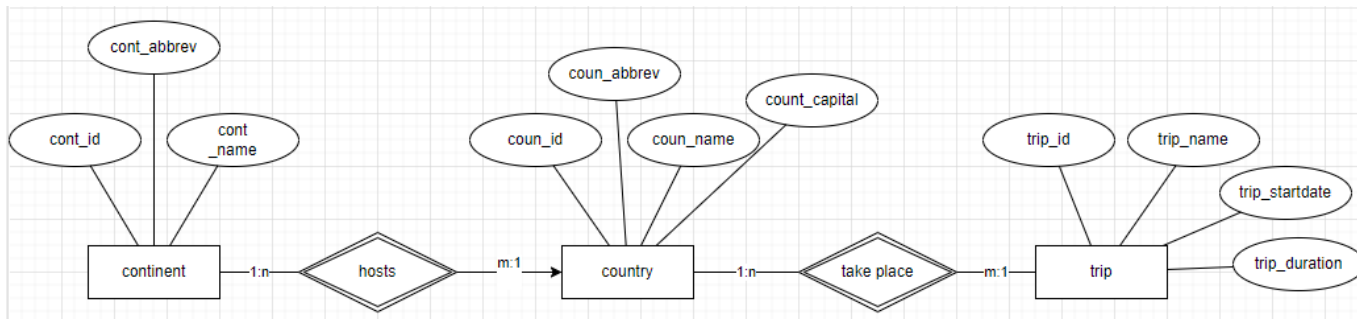 cont_abbrev
coun_abbrev
count_capital
cont_id
cont
_name
coun_id
coun_name
trip_id
trip_name
trip_startdate
trip_duration
continent
1:n
hosts
m:1
country
1:n
take place
m:1
trip